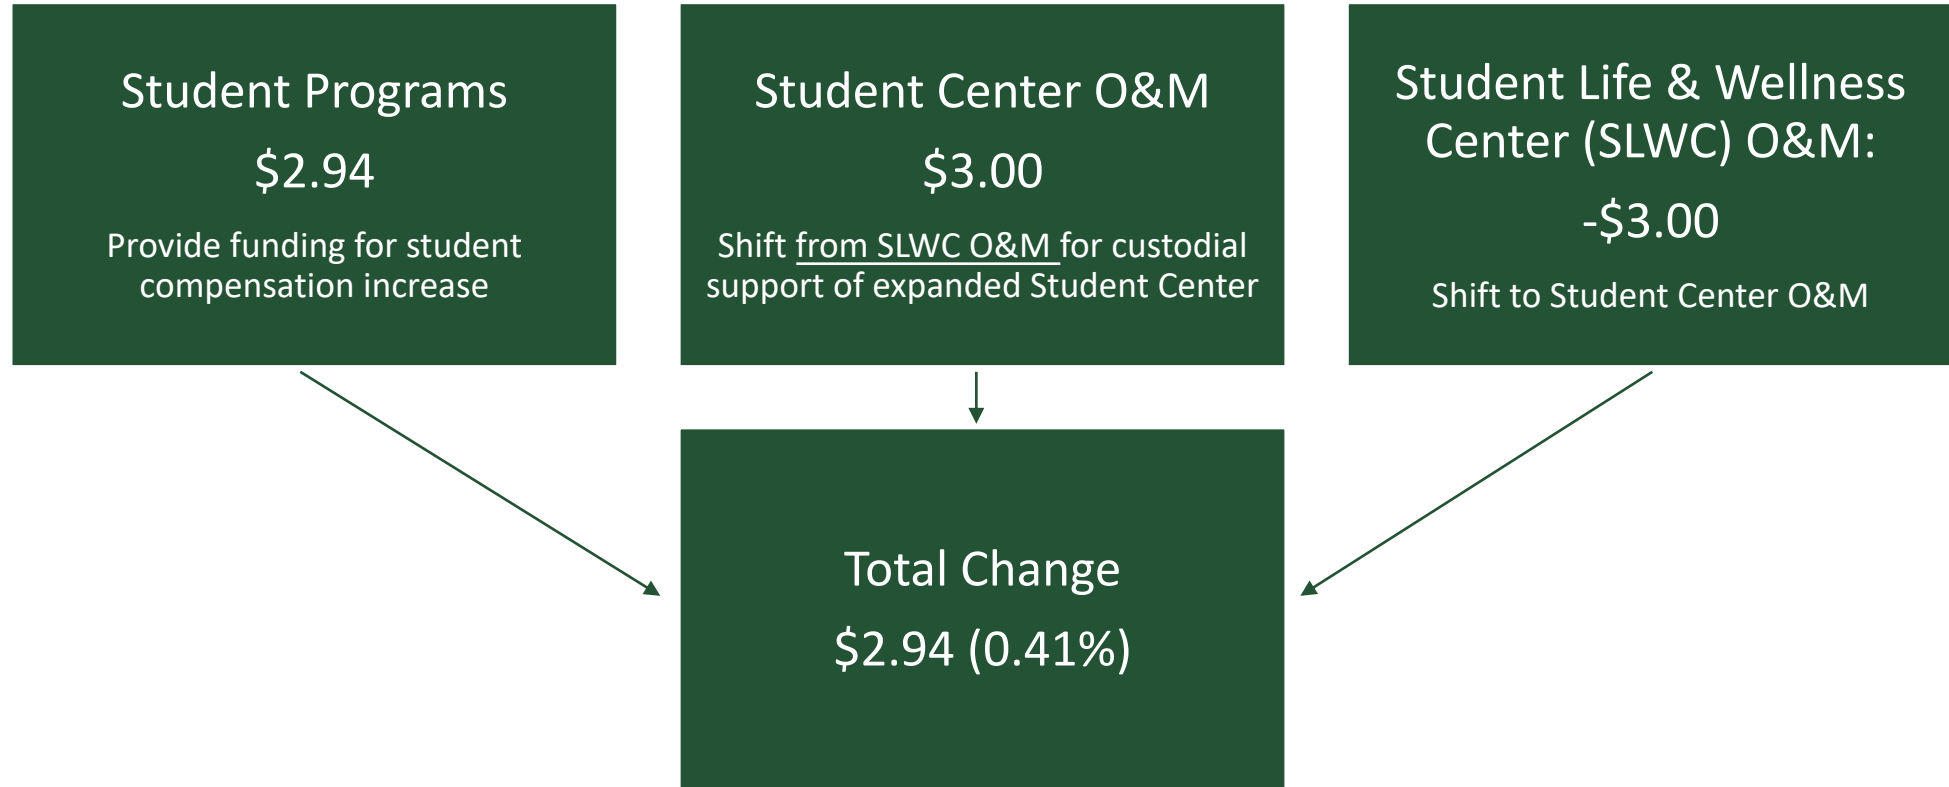 Student Programs
$2.94
Provide funding for student
compensation increase
Student Center O&M
$3.00
Shift from SLWC O&M for custodial
support of expanded Student Center
Student Life & Wellness
Center (SLWC) O&M:
-$3.00
Shift to Student Center O&M
Total Change
$2.94 (0.41%)